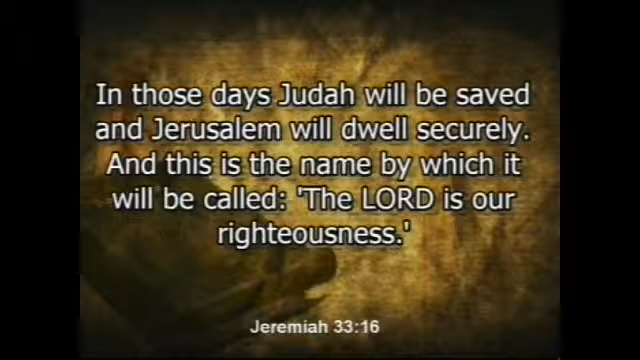 In those days Judah will be saved
and Jerusalem will dwell securely.
And this is the name by which it
will be called: 'The LORD is our
righteousness.'
Jeremiah 33:16